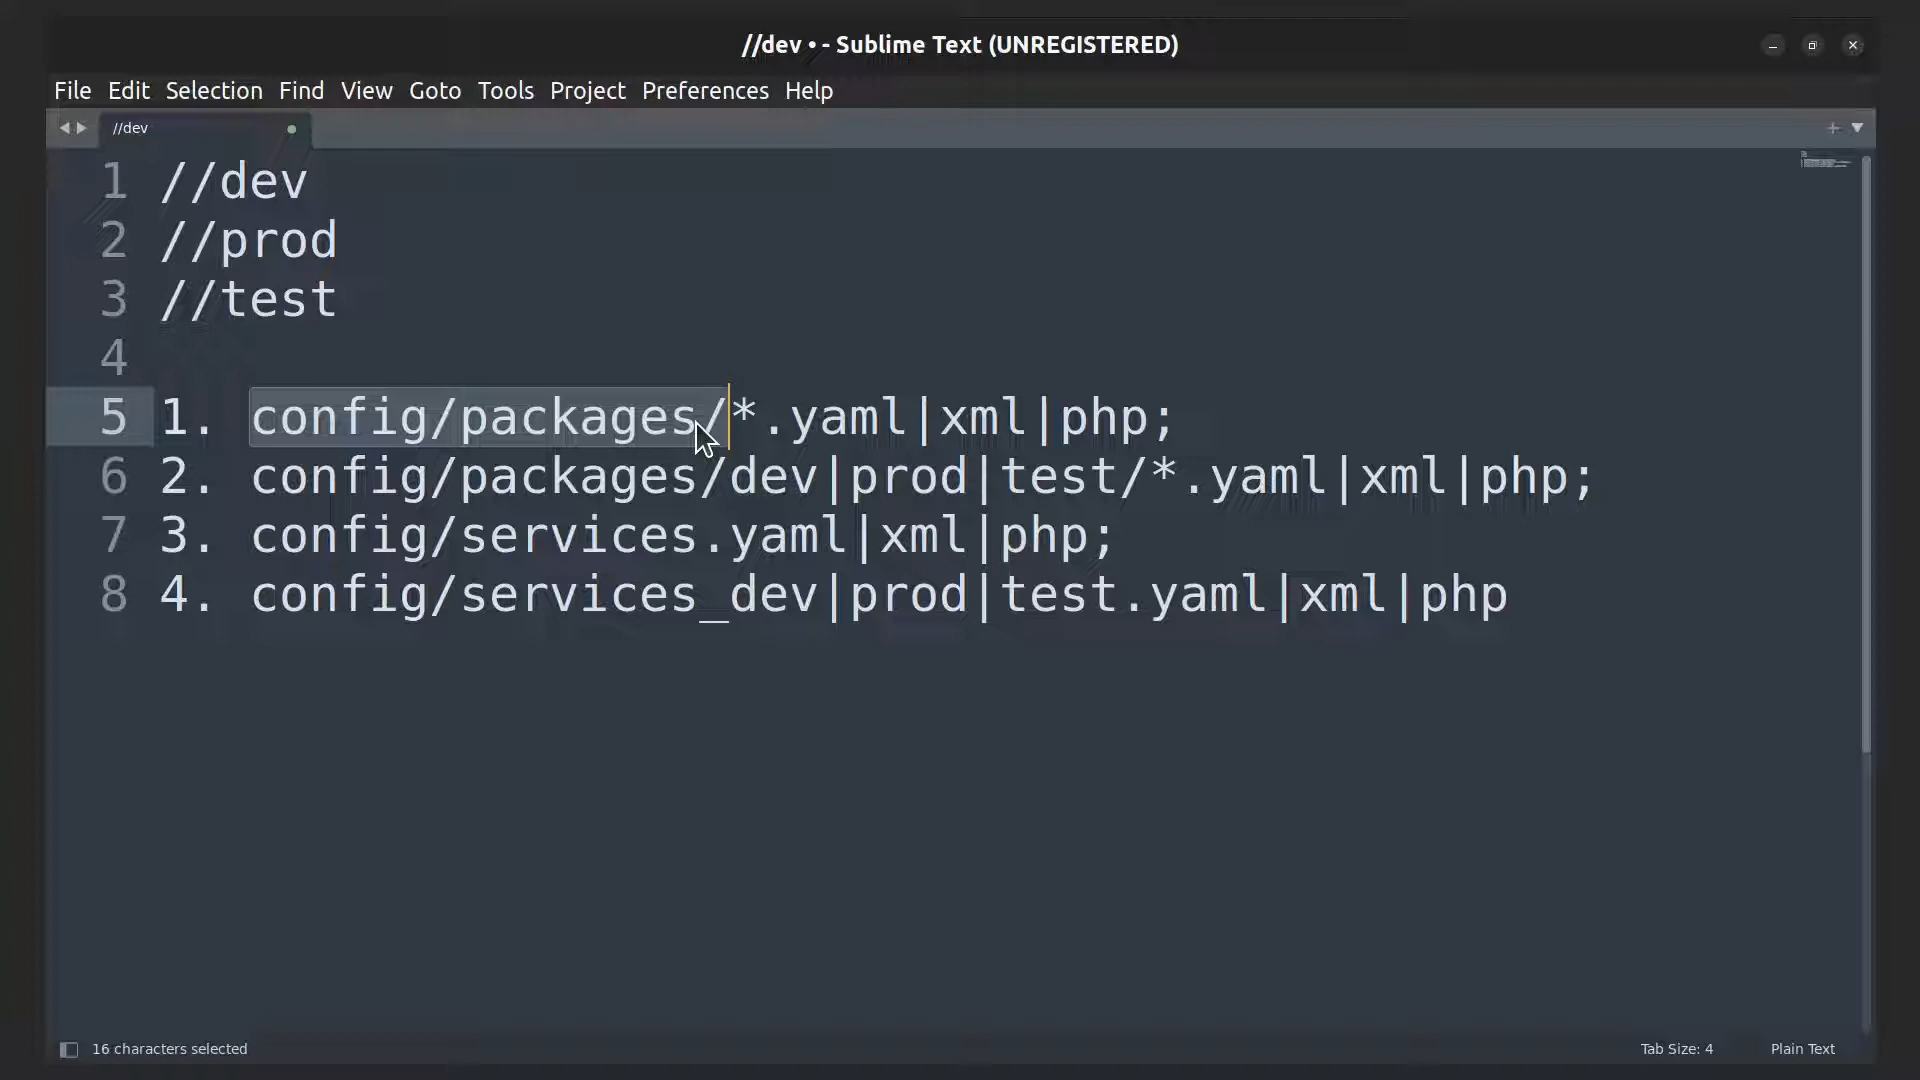 //dev • - Sublime Text (UNREGISTERED)
File Edit Selection Find View Goto Tools Project Preferences Help
//dev
1 //dev
2 //prod
3 //test
4
5 1. config/packages/*.yaml|xml|php;
6 2. config/packages/dev|prod|test/*.yaml|xml|php;
7 3. config/services.yaml|xml|php;
8 4. config/services_dev|prod|test.yaml|xml|php
16 characters selected Tab Size: 4 Plain Text